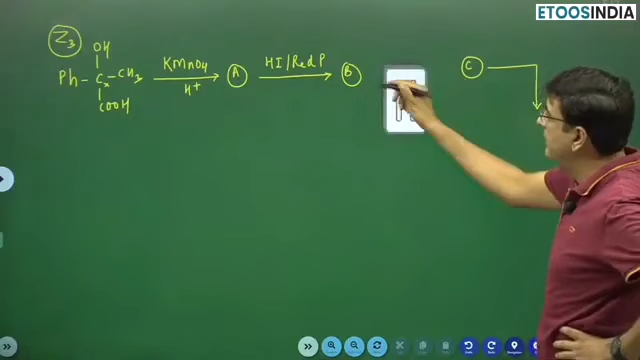 ETOOSINDIA
Z3
OH
Ph - C* - CH3 KMnO4 H+ (A) HI/Red P (B) (C)
COOH